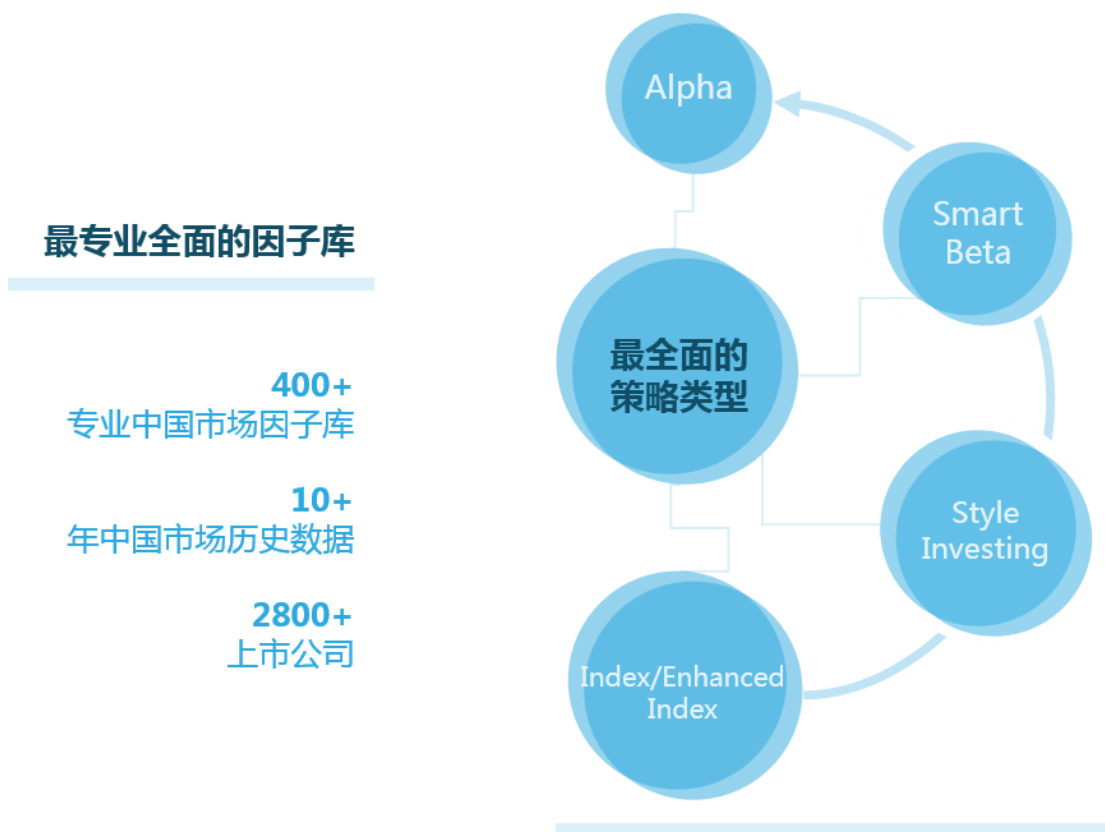 最专业全面的因子库
400+
专业中国市场因子库
10+
年中国市场历史数据
2800+
上市公司
Alpha
Smart
Beta
最全面的
策略类型
Style
Investing
Index/Enhanced
Index